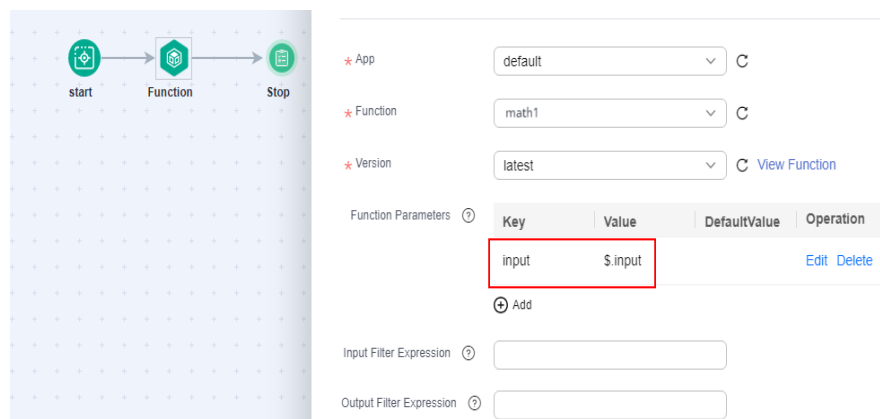 start
Function
Stop
* App
default
* Function
math1
* Version
latest
View Function
Function Parameters ?
Key Value DefaultValue Operation
input $.input Edit Delete
Add
Input Filter Expression ?
Output Filter Expression ?